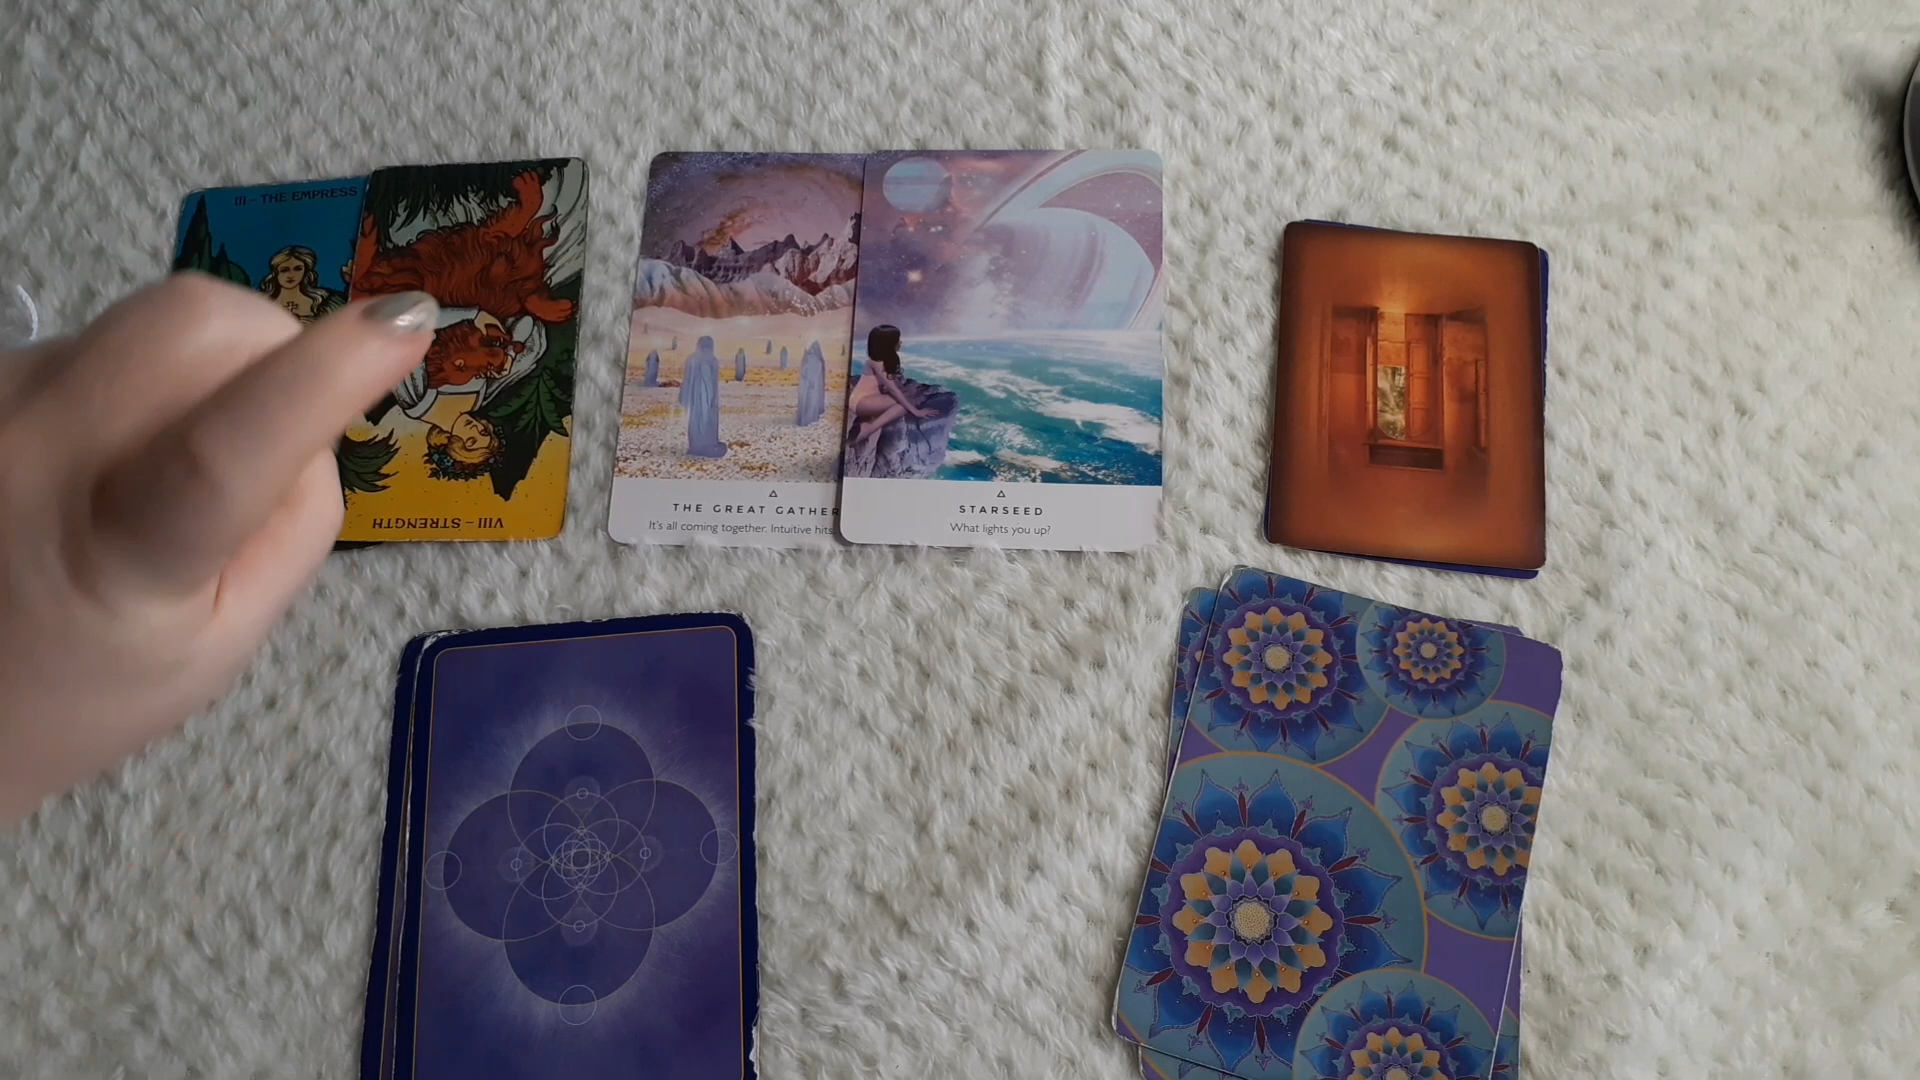 III – THE EMPRESS
VIII – STRENGTH
THE GREAT GATHER
It's all coming together. Intuitive hits
STARSEED
What lights you up?